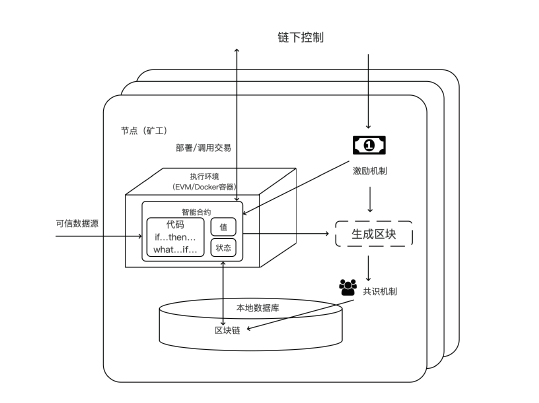 链下控制
节点（矿工）
部署/调用交易
激励机制
执行环境
（EVM/Docker容器）
智能合约
代码
if...then...
what...if...
值
状态
可信数据源
生成区块
共识机制
本地数据库
区块链